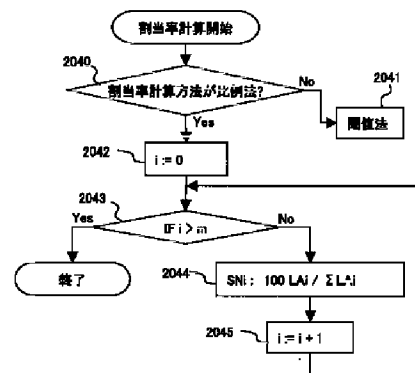 割当率計算開始
2040
割当率計算方法が比例法?
No
2041
閾値法
Yes
2042
i := 0
2043
Yes
IF i > m
No
終了
2044
SNi : 100 LAi / ΣLAi
2045
i := i + 1